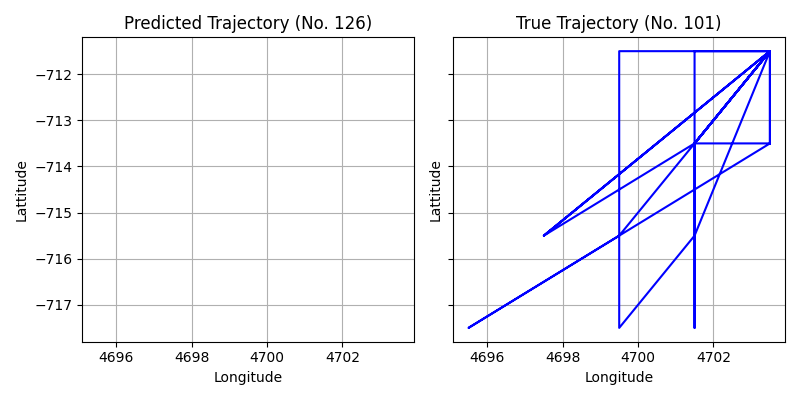 Predicted Trajectory (No. 126)
−712
−713
−714
−715
−716
−717
Lattitude
4696 4698 4700 4702
Longitude
True Trajectory (No. 101)
Lattitude
4696 4698 4700 4702
Longitude